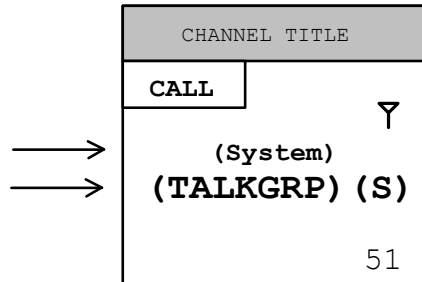 CHANNEL TITLE
CALL
(System)
(TALKGRP)(S)
51